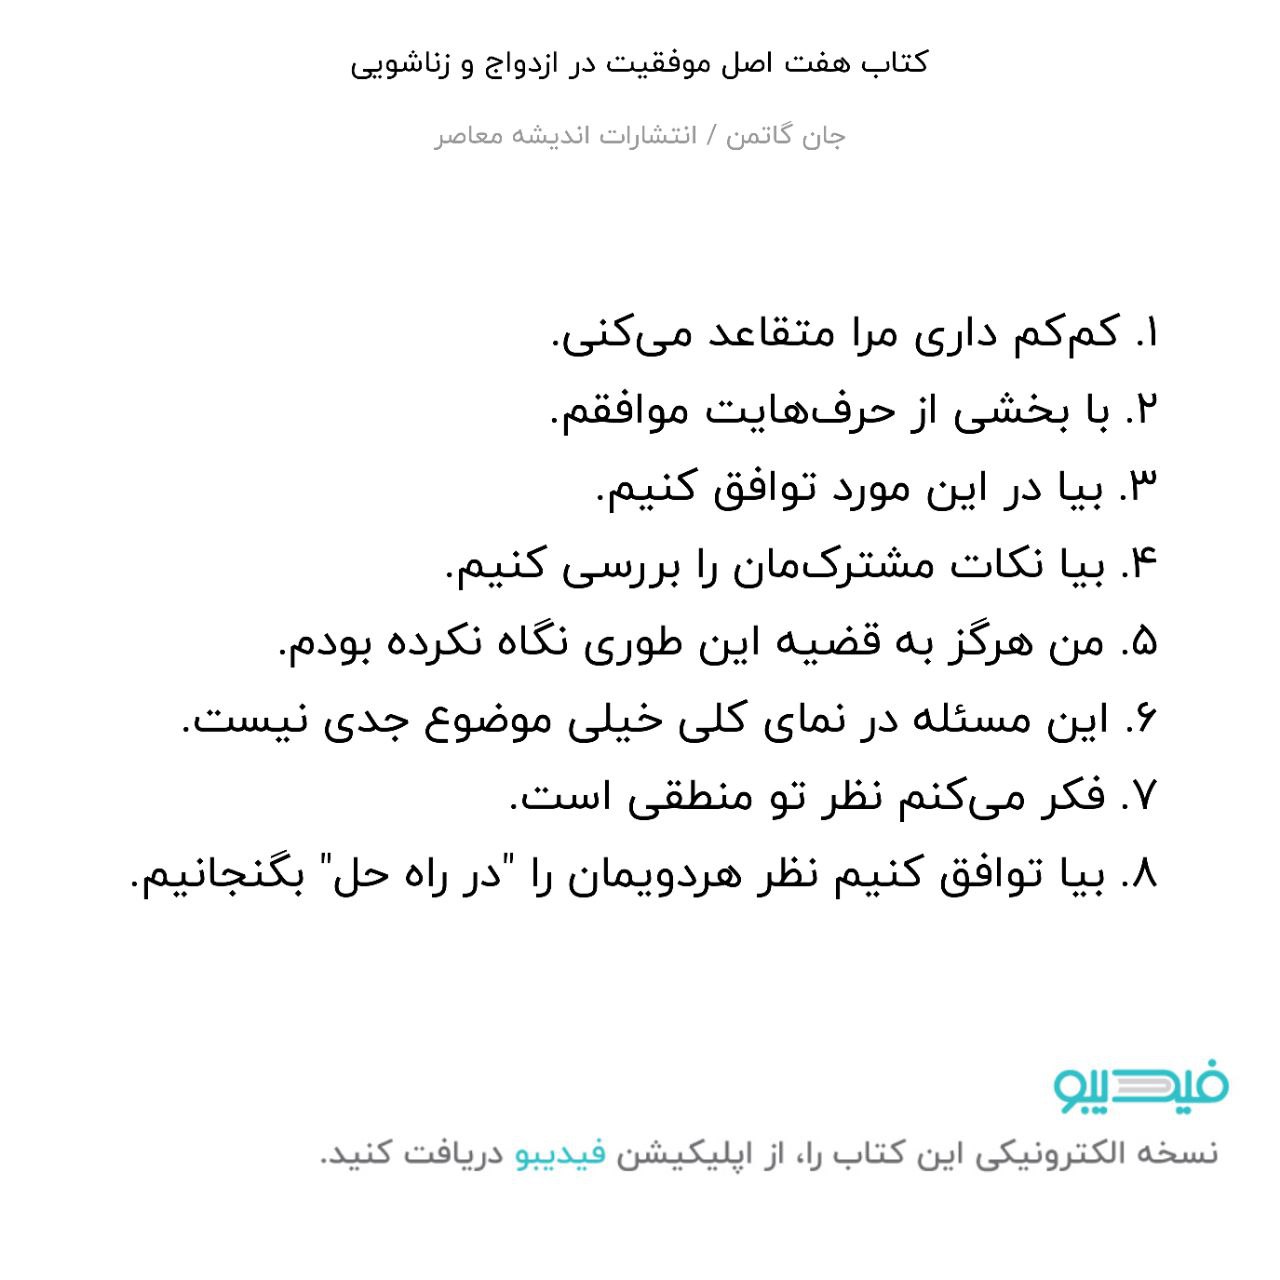 کتاب هفت اصل موفقیت در ازدواج و زناشویی
جان گاتمن / انتشارات اندیشه معاصر
۱. کم‌کم داری مرا متقاعد می‌کنی.
۲. با بخشی از حرف‌هایت موافقم.
۳. بیا در این مورد توافق کنیم.
۴. بیا نکات مشترک‌مان را بررسی کنیم.
۵. من هرگز به قضیه این طوری نگاه نکرده بودم.
۶. این مسئله در نمای کلی خیلی موضوع جدی نیست.
۷. فکر می‌کنم نظر تو منطقی است.
۸. بیا توافق کنیم نظر هردویمان را "در راه حل" بگنجانیم.
فیدیبو
نسخه الکترونیکی این کتاب را، از اپلیکیشن فیدیبو دریافت کنید.